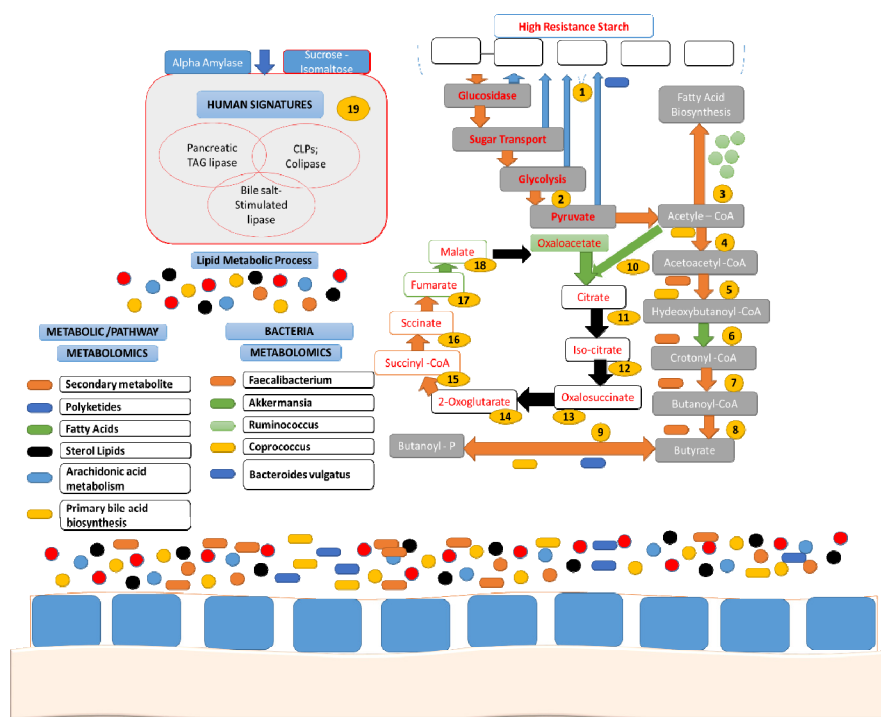 High Resistance Starch
Alpha Amylase
Sucrose -
Isomaltose
HUMAN SIGNATURES
19
Pancreatic
TAG lipase
CLPs;
Colipase
Bile salt-
Stimulated
lipase
Lipid Metabolic Process
1
Glucosidase
Sugar Transport
Glycolysis
2
Pyruvate
Fatty Acid
Biosynthesis
3
Acetyle – CoA
4
Acetoacetyl -CoA
5
Hydeoxybutanoyl -CoA
6
Crotonyl -CoA
7
Butanoyl-CoA
8
Butyrate
9
Butanoyl - P
Malate
18
Oxaloacetate
10
Fumarate
17
Citrate
11
Sccinate
16
Iso-citrate
12
Succinyl -CoA
15
2-Oxoglutarate
14
Oxalosuccinate
13
METABOLIC /PATHWAY
METABOLOMICS
Secondary metabolite
Polyketides
Fatty Acids
Sterol Lipids
Arachidonic acid
metabolism
Primary bile acid
biosynthesis
BACTERIA
METABOLOMICS
Faecalibacterium
Akkermansia
Ruminococcus
Coprococcus
Bacteroides vulgatus